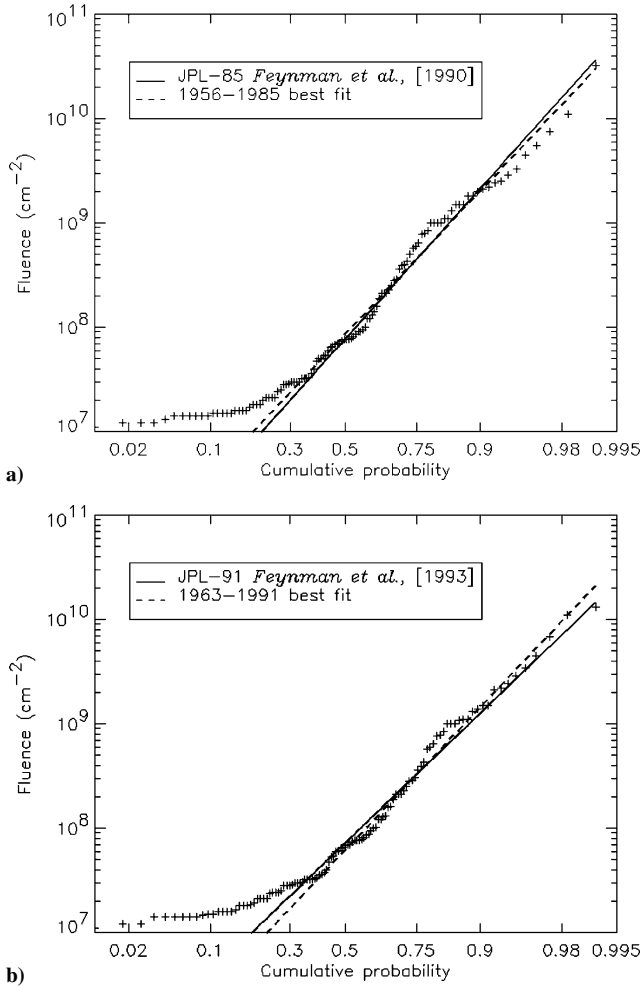 10^11
JPL−85 Feynman et al., [1990]
1956−1985 best fit
10^10
Fluence (cm^−2)
10^9
10^8
10^7
0.02 0.1 0.3 0.5 0.75 0.9 0.98 0.995
Cumulative probability
a)
10^11
JPL−91 Feynman et al., [1993]
1963−1991 best fit
10^10
Fluence (cm^−2)
10^9
10^8
10^7
0.02 0.1 0.3 0.5 0.75 0.9 0.98 0.995
Cumulative probability
b)